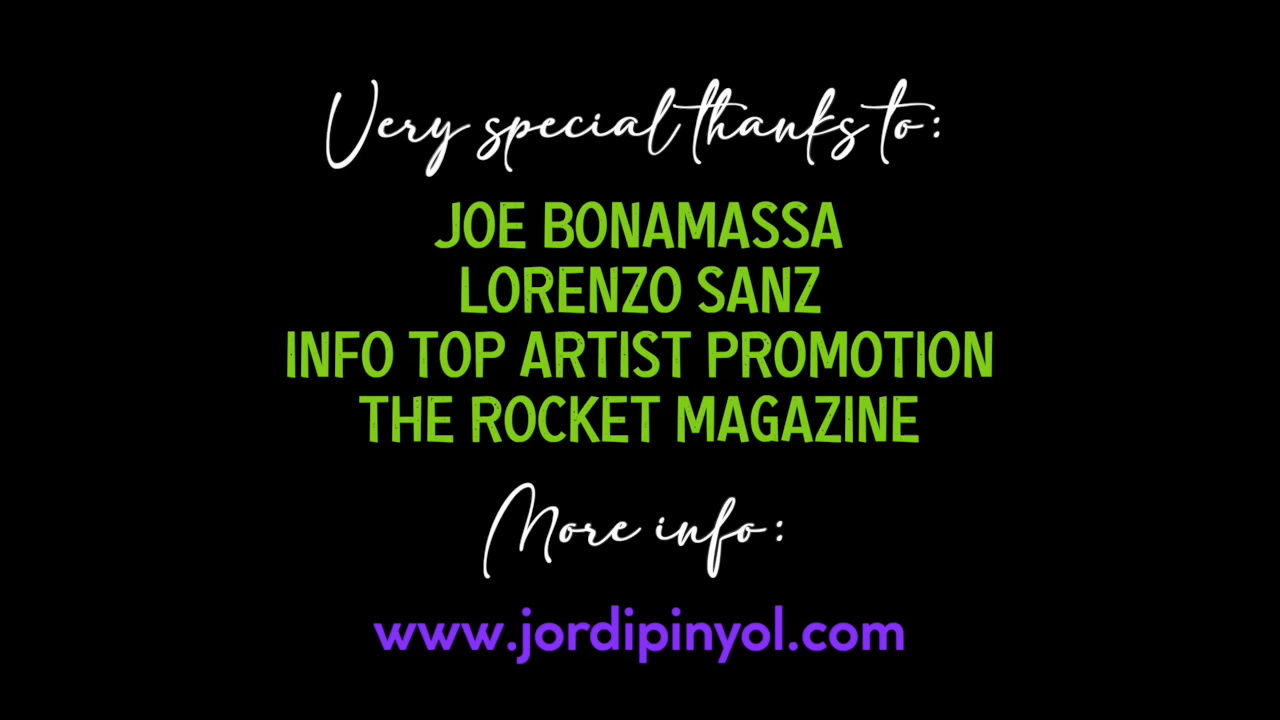 Very special thanks to:
JOE BONAMASSA
LORENZO SANZ
INFO TOP ARTIST PROMOTION
THE ROCKET MAGAZINE
More info:
www.jordipinyol.com